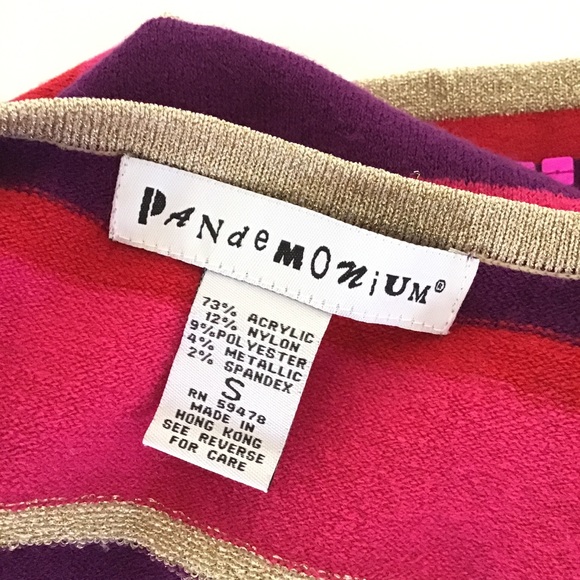 PANdeMONiUM®
73% ACRYLIC
12% NYLON
9%POLYESTER
4% METALLIC
2% SPANDEX
S
RN 59478
MADE IN
HONG KONG
SEE REVERSE
FOR CARE